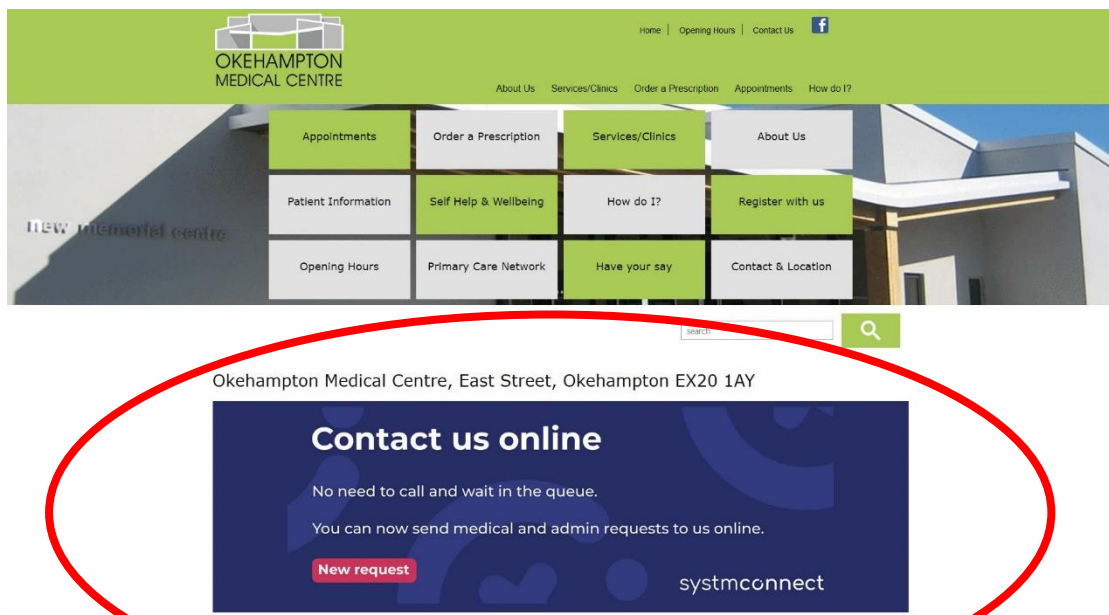 Home | Opening Hours | Contact Us f
OKEHAMPTON
MEDICAL CENTRE
About Us Services/Clinics Order a Prescription Appointments How do I?
Appointments Order a Prescription Services/Clinics About Us
Patient Information Self Help & Wellbeing How do I? Register with us
new memorial centre
Opening Hours Primary Care Network Have your say Contact & Location
search
Okehampton Medical Centre, East Street, Okehampton EX20 1AY
Contact us online
No need to call and wait in the queue.
You can now send medical and admin requests to us online.
New request
systmconnect